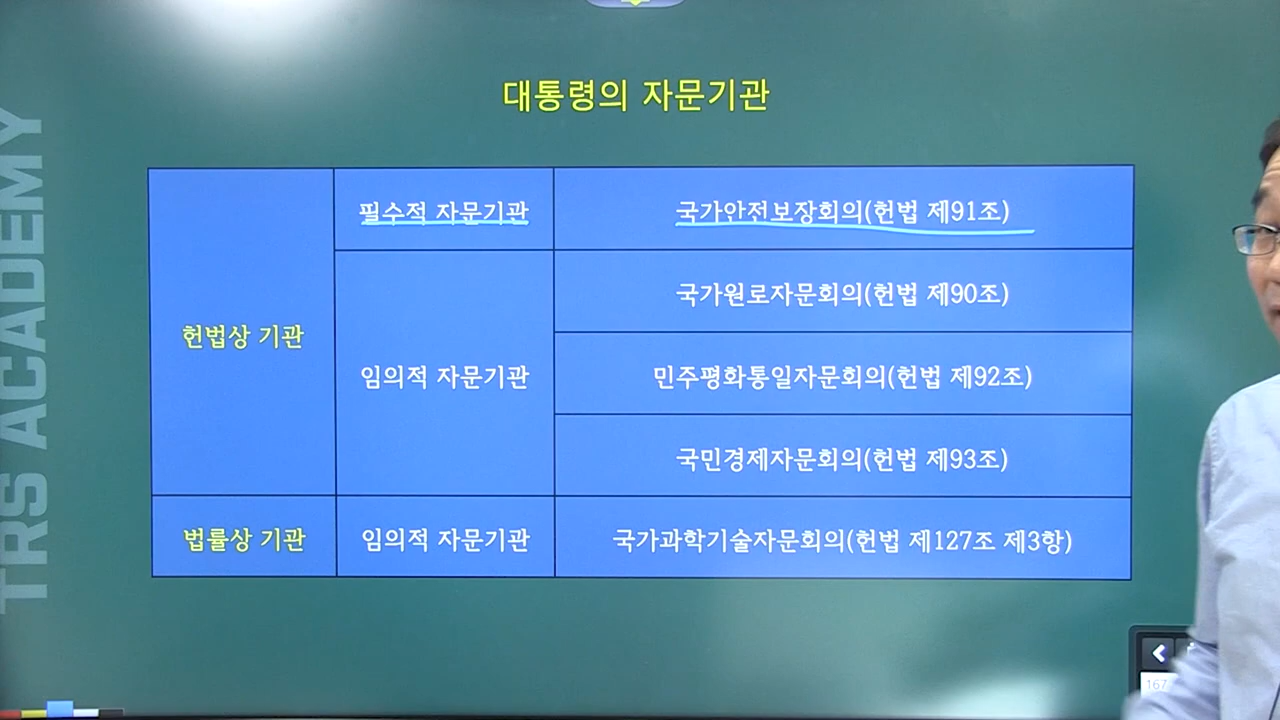 대통령의 자문기관
헌법상 기관
필수적 자문기관
국가안전보장회의(헌법 제91조)
임의적 자문기관
국가원로자문회의(헌법 제90조)
민주평화통일자문회의(헌법 제92조)
국민경제자문회의(헌법 제93조)
법률상 기관
임의적 자문기관
국가과학기술자문회의(헌법 제127조 제3항)
TRS ACADEMY
167